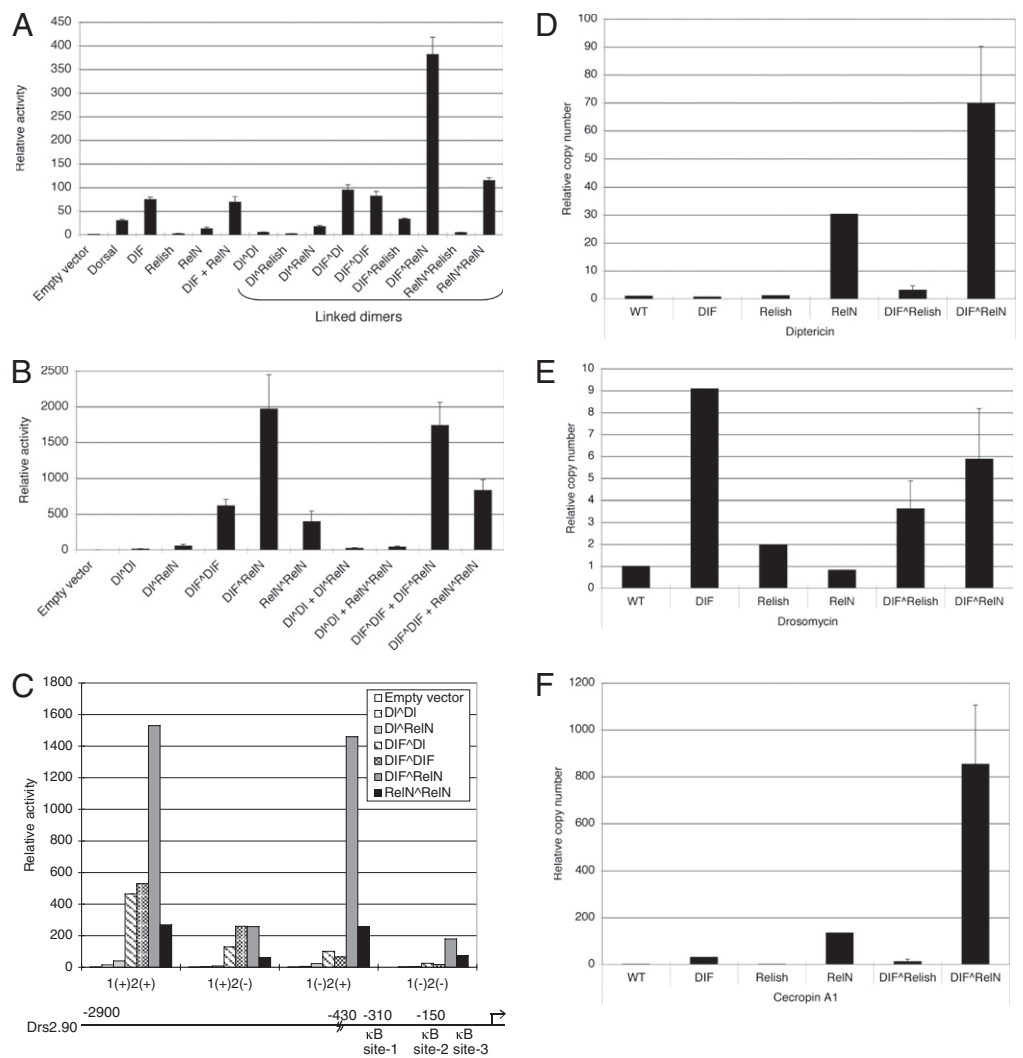 A
Relative activity
450
400
350
300
250
200
150
100
50
0
Empty vector
Dorsal
DIF
Relish
RelN
DIF + RelN
Dl^Dl
Dl^Relish
Dl^RelN
DIF^Dl
DIF^DIF
DIF^Relish
DIF^RelN
RelN^Relish
RelN^RelN
Linked dimers
B
Relative activity
2500
2000
1500
1000
500
0
Empty vector
Dl^Dl
Dl^RelN
DIF^DIF
DIF^RelN
RelN^RelN
Dl^Dl + Dl^RelN
Dl^Dl + RelN^RelN
DIF^DIF + DIF^RelN
DIF^DIF + RelN^RelN
C
Relative activity
1800
1600
1400
1200
1000
800
600
400
200
0
Empty vector
Dl^Dl
Dl^RelN
DIF^Dl
DIF^DIF
DIF^RelN
RelN^RelN
1(+)2(+) 1(+)2(-) 1(-)2(+) 1(-)2(-)
-2900 -430 -310 -150
Drs2.90
κB κB κB
site-1 site-2 site-3
D
Relative copy number
100
90
80
70
60
50
40
30
20
10
0
WT DIF Relish RelN DIF^Relish DIF^RelN
Diptericin
E
Relative copy number
10
9
8
7
6
5
4
3
2
1
0
WT DIF Relish RelN DIF^Relish DIF^RelN
Drosomycin
F
Relative copy number
1200
1000
800
600
400
200
0
WT DIF Relish RelN DIF^Relish DIF^RelN
Cecropin A1